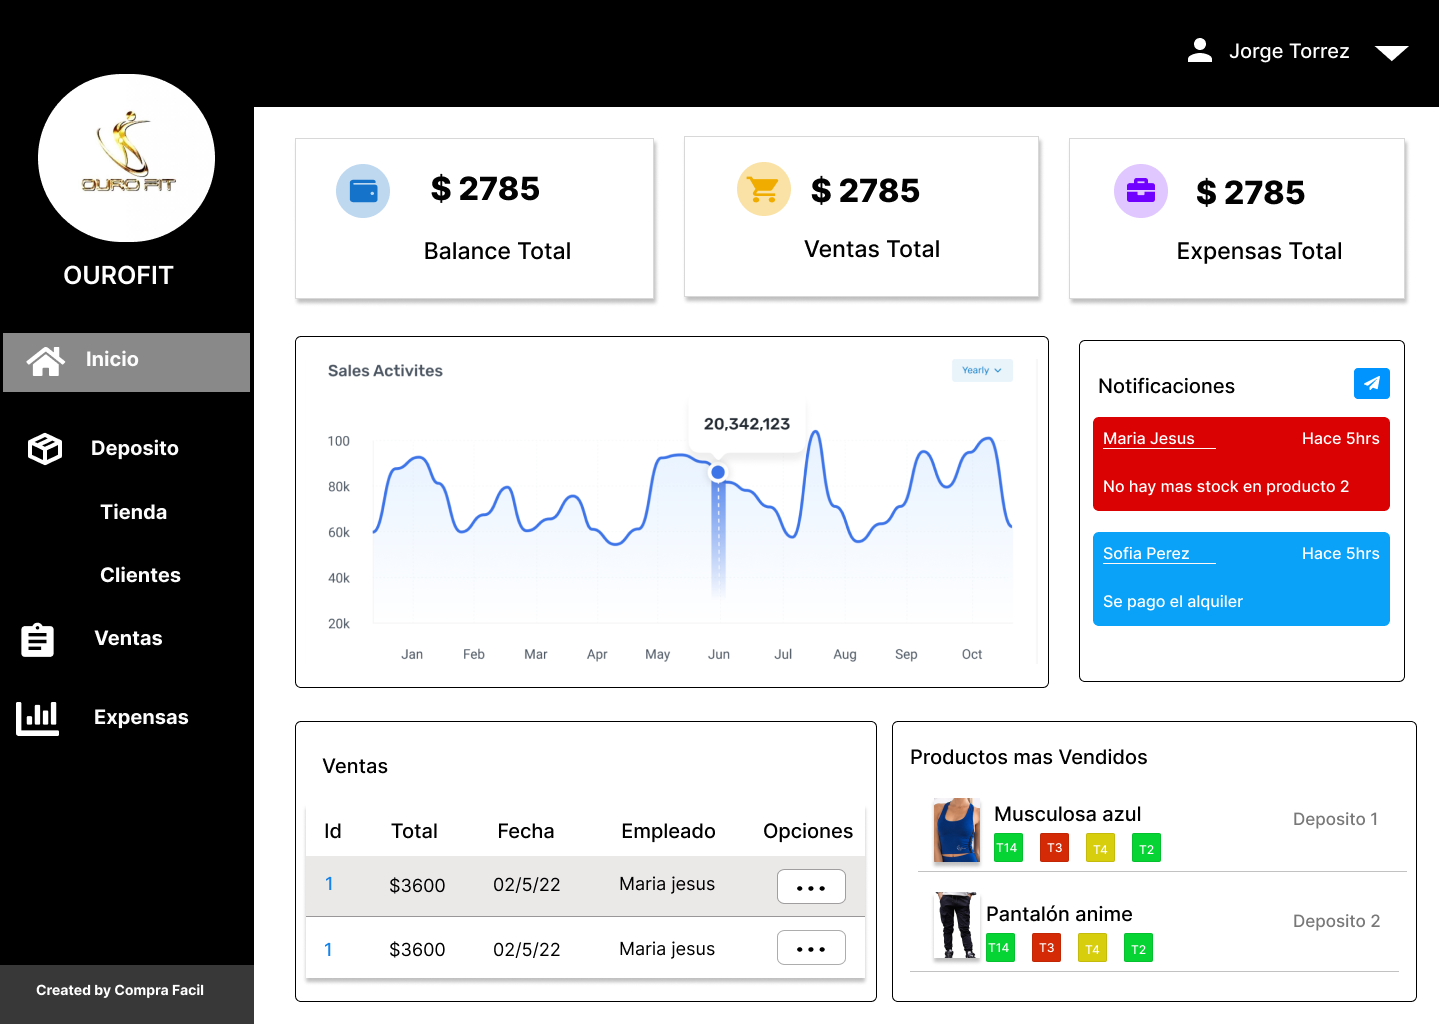 Jorge Torrez
OURO FIT
OUROFIT
Inicio
Deposito
Tienda
Clientes
Ventas
Expensas
Created by Compra Facil
$ 2785
Balance Total
$ 2785
Ventas Total
$ 2785
Expensas Total
Sales Activites
Yearly
20,342,123
100
80k
60k
40k
20k
Jan Feb Mar Apr May Jun Jul Aug Sep Oct
Notificaciones
Maria Jesus Hace 5hrs
No hay mas stock en producto 2
Sofia Perez Hace 5hrs
Se pago el alquiler
Ventas
Id Total Fecha Empleado Opciones
1 $3600 02/5/22 Maria jesus ...
1 $3600 02/5/22 Maria jesus ...
Productos mas Vendidos
Musculosa azul Deposito 1
T14 T3 T4 T2
Pantalón anime Deposito 2
T14 T3 T4 T2